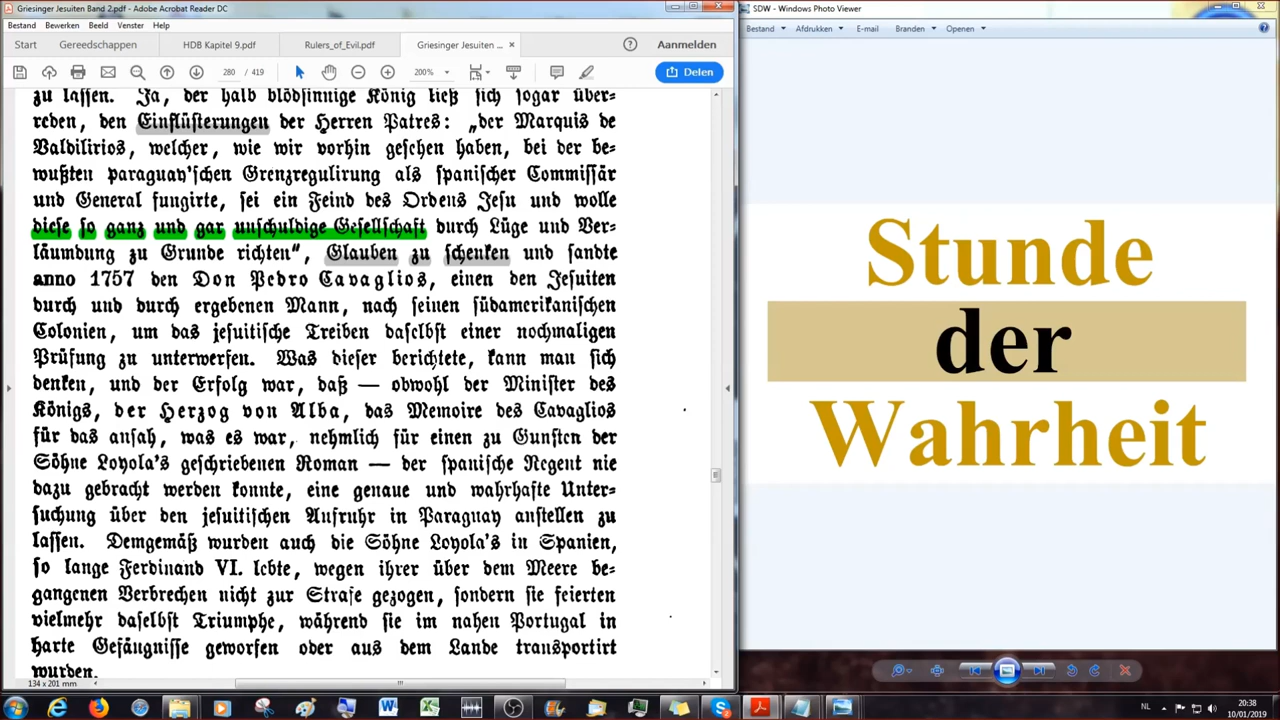 Griesinger Jesuiten Band 2.pdf - Adobe Acrobat Reader DC
Bestand Bewerken Beeld Venster Help
Start Gereedschappen HDB Kapitel 9.pdf Rulers_of_Evil.pdf Griesinger Jesuiten ... × Aanmelden
280 / 419 200% Delen
zu lassen. Ja, der halb blödsinnige König ließ sich sogar über-
reden, den Einflüsterungen der Herren Patres: „der Marquis de
Valdilirios, welcher, wie wir vorhin gesehen haben, bei der be-
wußten paraguay'schen Grenzregulirung als spanischer Commissär
und General fungirte, sei ein Feind des Ordens Jesu und wolle
diese so ganz und gar unschuldige Gesellschaft durch Lüge und Ver-
läumdung zu Grunde richten“, Glauben zu schenken und sandte
anno 1757 den Don Pedro Cavaglios, einen den Jesuiten
durch und durch ergebenen Mann, nach seinen südamerikanischen
Colonien, um das jesuitische Treiben daselbst einer nochmaligen
Prüfung zu unterwerfen. Was dieser berichtete, kann man sich
denken, und der Erfolg war, daß — obwohl der Minister des
Königs, der Herzog von Alba, das Memoire des Cavaglios
für das ansah, was es war, nehmlich für einen zu Gunsten der
Söhne Loyola's geschriebenen Roman — der spanische Regent nie
dazu gebracht werden konnte, eine genaue und wahrhafte Unter-
suchung über den jesuitischen Aufruhr in Paraguay anstellen zu
lassen. Demgemäß wurden auch die Söhne Loyola's in Spanien,
so lange Ferdinand VI. lebte, wegen ihrer über dem Meere be-
gangenen Verbrechen nicht zur Strafe gezogen, sondern sie feierten
vielmehr daselbst Triumphe, während sie im nahen Portugal in
harte Gefängnisse geworfen oder aus dem Lande transportirt
wurden.
134 x 201 mm
SDW - Windows Photo Viewer
Bestand Afdrukken E-mail Branden Openen
Stunde
der
Wahrheit
NL
20:38
10/01/2019